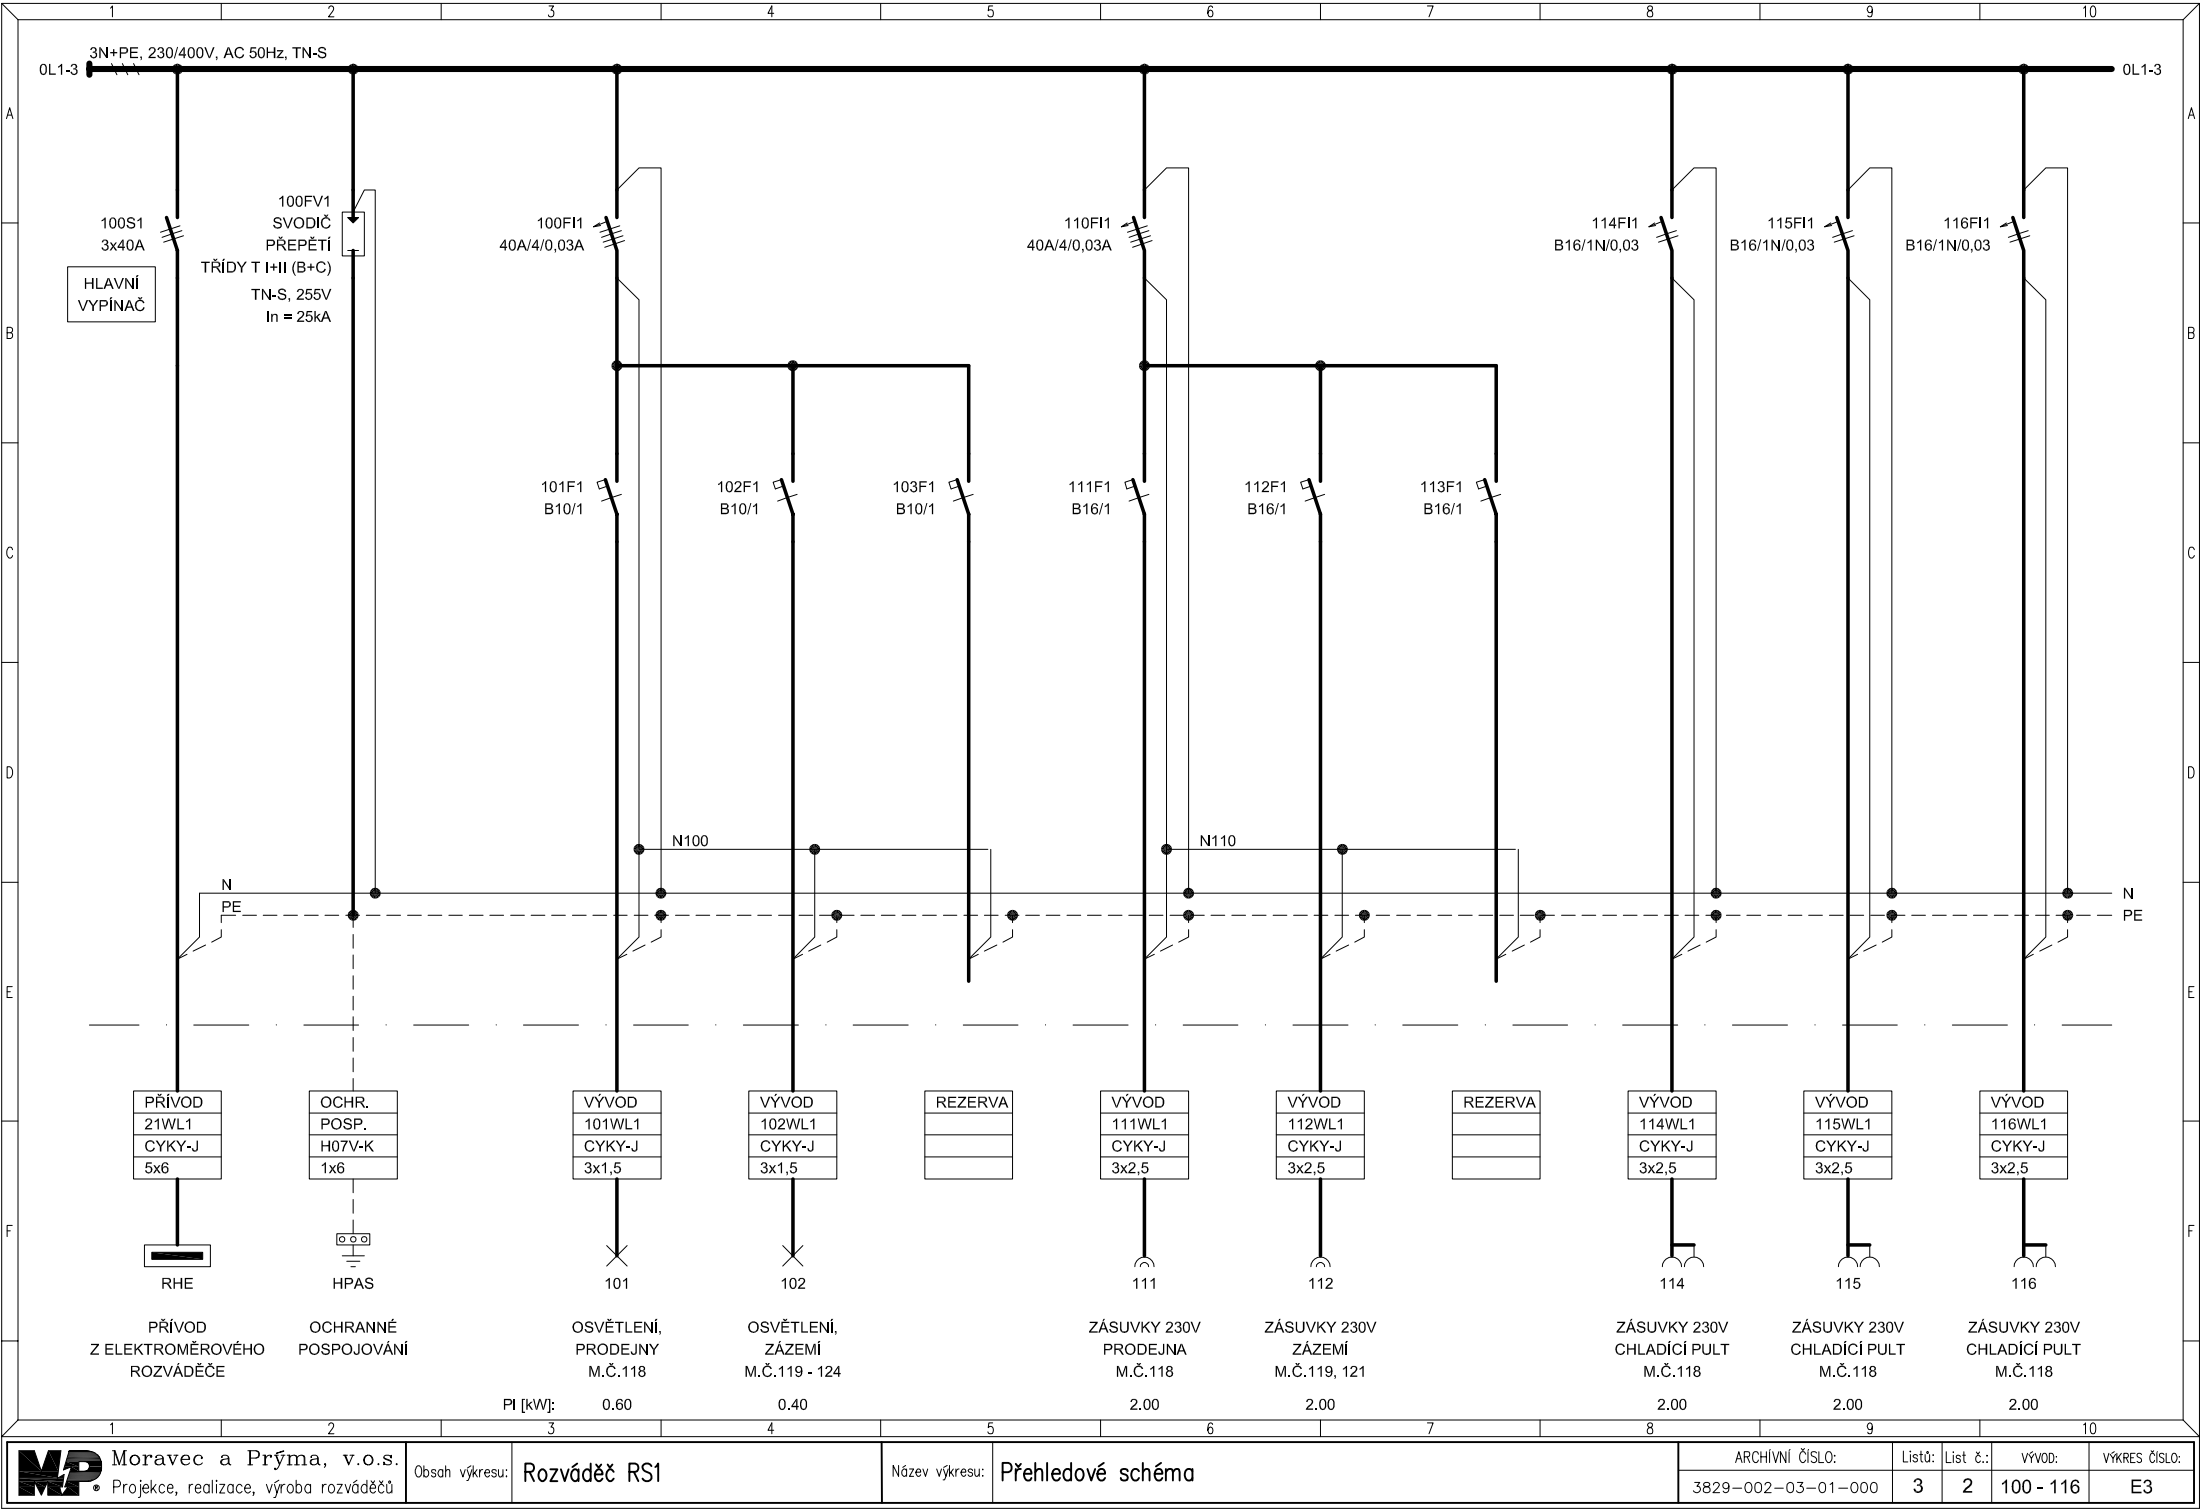 1 2 3 4 5 6 7 8 9 10
3N+PE, 230/400V, AC 50Hz, TN-S
0L1-3 0L1-3
A A
100S1
3x40A
HLAVNÍ
VYPÍNAČ
100FV1
SVODIČ
PŘEPĚTÍ
TŘÍDY T I+II (B+C)
TN-S, 255V
In = 25kA
100FI1
40A/4/0,03A
110FI1
40A/4/0,03A
114FI1
B16/1N/0,03
115FI1
B16/1N/0,03
116FI1
B16/1N/0,03
B B
101F1
B10/1
102F1
B10/1
103F1
B10/1
111F1
B16/1
112F1
B16/1
113F1
B16/1
C C
D D
N100 N110
N N
PE PE
E E
PŘÍVOD
21WL1
CYKY-J
5x6
OCHR.
POSP.
H07V-K
1x6
VÝVOD
101WL1
CYKY-J
3x1,5
VÝVOD
102WL1
CYKY-J
3x1,5
REZERVA
VÝVOD
111WL1
CYKY-J
3x2,5
VÝVOD
112WL1
CYKY-J
3x2,5
REZERVA
VÝVOD
114WL1
CYKY-J
3x2,5
VÝVOD
115WL1
CYKY-J
3x2,5
VÝVOD
116WL1
CYKY-J
3x2,5
F F
RHE
PŘÍVOD
Z ELEKTROMĚROVÉHO
ROZVÁDĚČE
HPAS
OCHRANNÉ
POSPOJOVÁNÍ
101
OSVĚTLENÍ,
PRODEJNY
M.Č.118
102
OSVĚTLENÍ,
ZÁZEMÍ
M.Č.119 - 124
111
ZÁSUVKY 230V
PRODEJNA
M.Č.118
112
ZÁSUVKY 230V
ZÁZEMÍ
M.Č.119, 121
114
ZÁSUVKY 230V
CHLADÍCÍ PULT
M.Č.118
115
ZÁSUVKY 230V
CHLADÍCÍ PULT
M.Č.118
116
ZÁSUVKY 230V
CHLADÍCÍ PULT
M.Č.118
PI [kW]: 0.60 0.40 2.00 2.00 2.00 2.00 2.00
1 2 3 4 5 6 7 8 9 10
MP
Moravec a Prýma, v.o.s.
Projekce, realizace, výroba rozváděčů
Obsah výkresu: Rozváděč RS1
Název výkresu: Přehledové schéma
ARCHÍVNÍ ČÍSLO:
3829-002-03-01-000
Listů:
3
List č.:
2
VÝVOD:
100 - 116
VÝKRES ČÍSLO:
E3